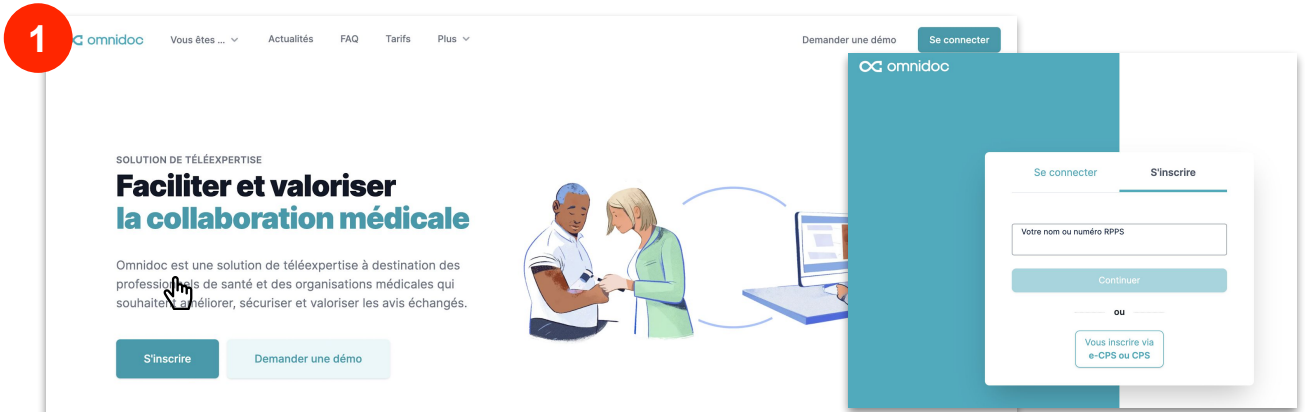 1
omnidoc
Vous êtes ...
Actualités
FAQ
Tarifs
Plus
Demander une démo
Se connecter
SOLUTION DE TÉLÉEXPERTISE
Faciliter et valoriser
la collaboration médicale
Omnidoc est une solution de téléexpertise à destination des
professionnels de santé et des organisations médicales qui
souhaitent améliorer, sécuriser et valoriser les avis échangés.
S'inscrire
Demander une démo
omnidoc
Se connecter
S'inscrire
Votre nom ou numéro RPPS
Continuer
ou
Vous inscrire via
e-CPS ou CPS